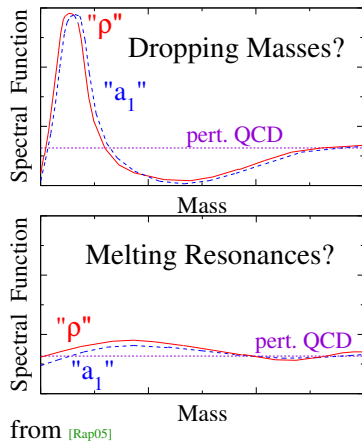 "ρ"
Dropping Masses?
"a₁"
pert. QCD
Spectral Function
Mass
Melting Resonances?
"ρ"
pert. QCD
"a₁"
Spectral Function
Mass
from [Rap05]